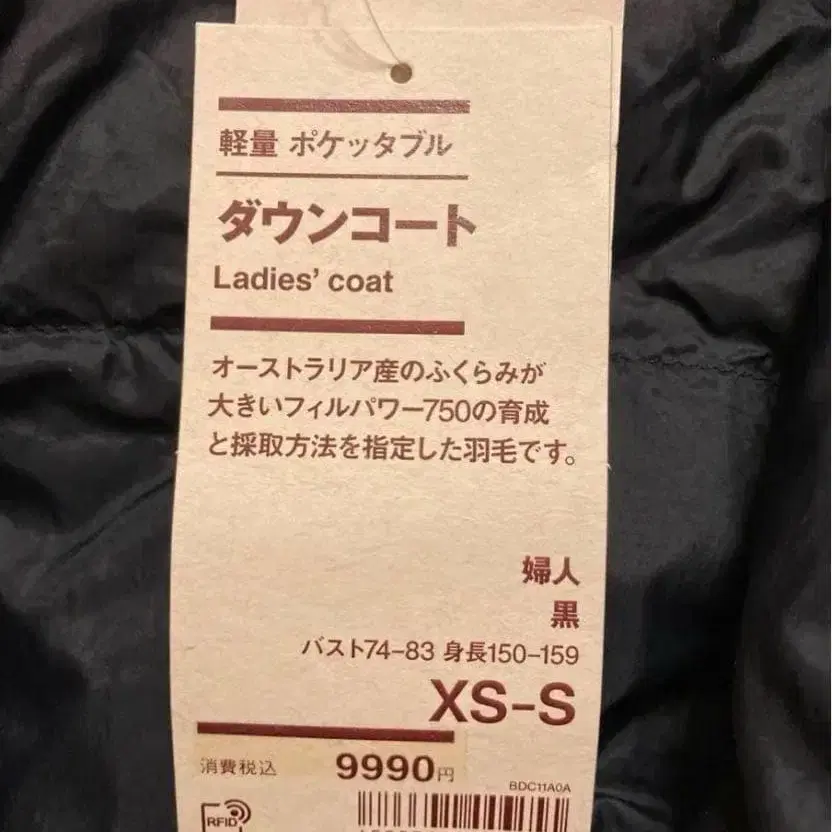 軽量 ポケッタブル
ダウンコート
Ladies' coat
オーストラリア産のふくらみが
大きいフィルパワー750の育成
と採取方法を指定した羽毛です。
婦人
黒
バスト74-83 身長150-159
XS-S
消費税込 9990円
BDC11A0A
RFID